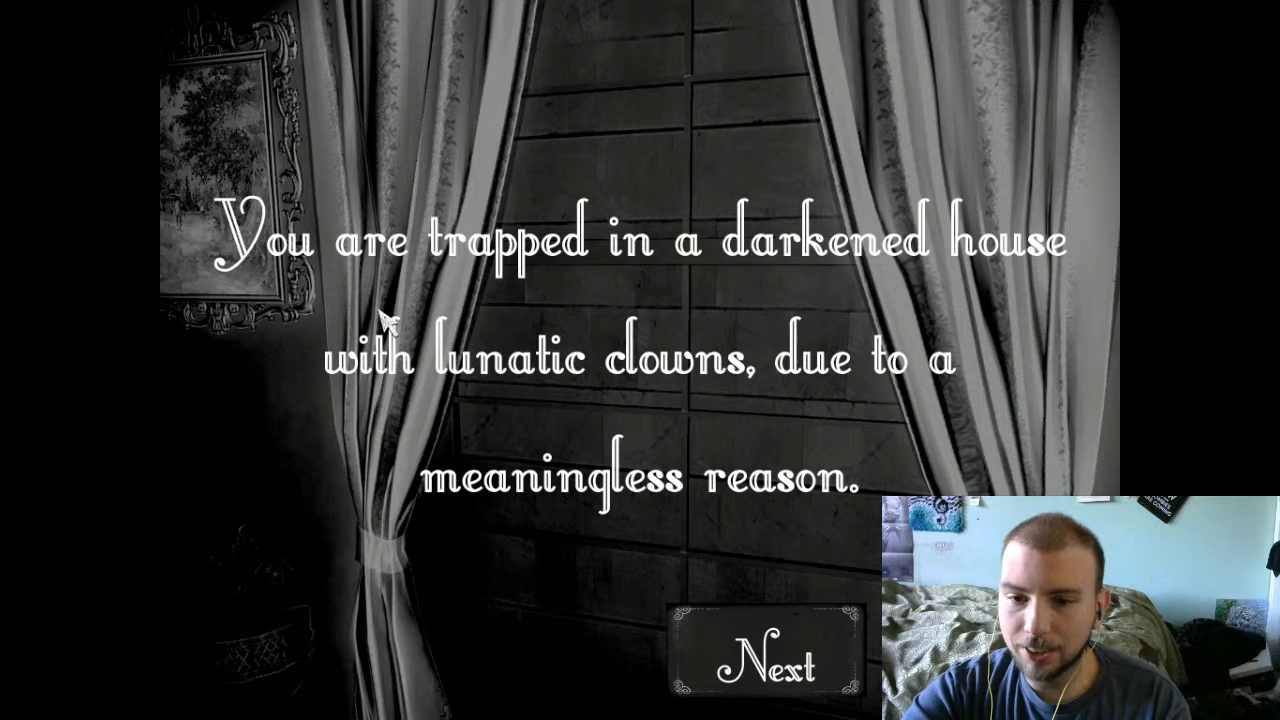 You are trapped in a darkened house
with lunatic clowns, due to a
meaningless reason.
Next